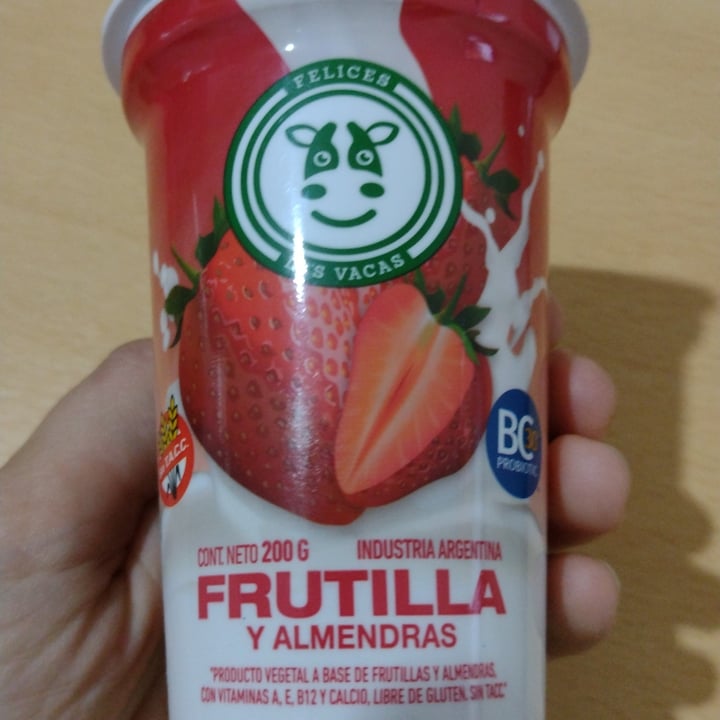 FELICES
LAS VACAS
T.A.C.C.
BC30
PROBIOTIC
CONT. NETO 200 G INDUSTRIA ARGENTINA
FRUTILLA
Y ALMENDRAS
"PRODUCTO VEGETAL A BASE DE FRUTILLAS Y ALMENDRAS.
CON VITAMINAS A, E, B12 Y CALCIO, LIBRE DE GLUTEN. SIN TACC"